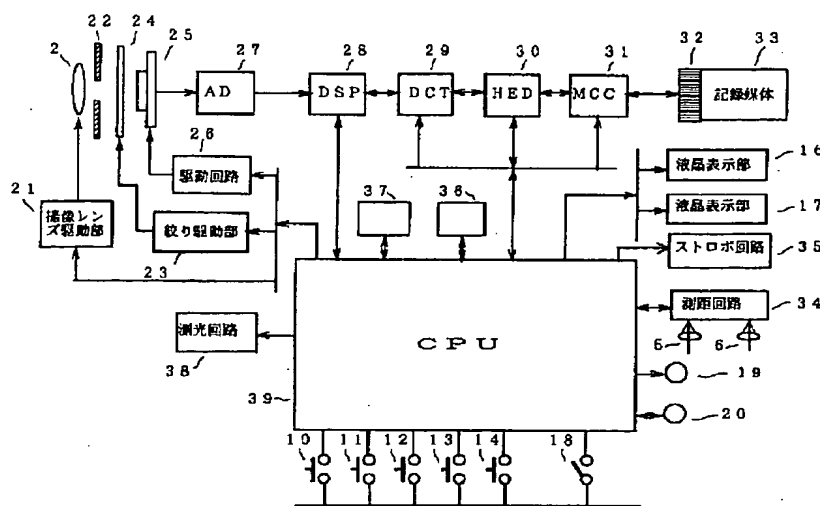 2 22 24 25 27 28 29 30 31 32 33
AD
DSP
DCT
HED
MCC
記録媒体
26
駆動回路
21
撮像レン
ズ駆動部
絞り駆動部
23
37
36
液晶表示部
16
液晶表示部
17
ストロボ回路
35
測距回路
34
5
6
測光回路
38
CPU
39
19
20
10 11 12 13 14 18